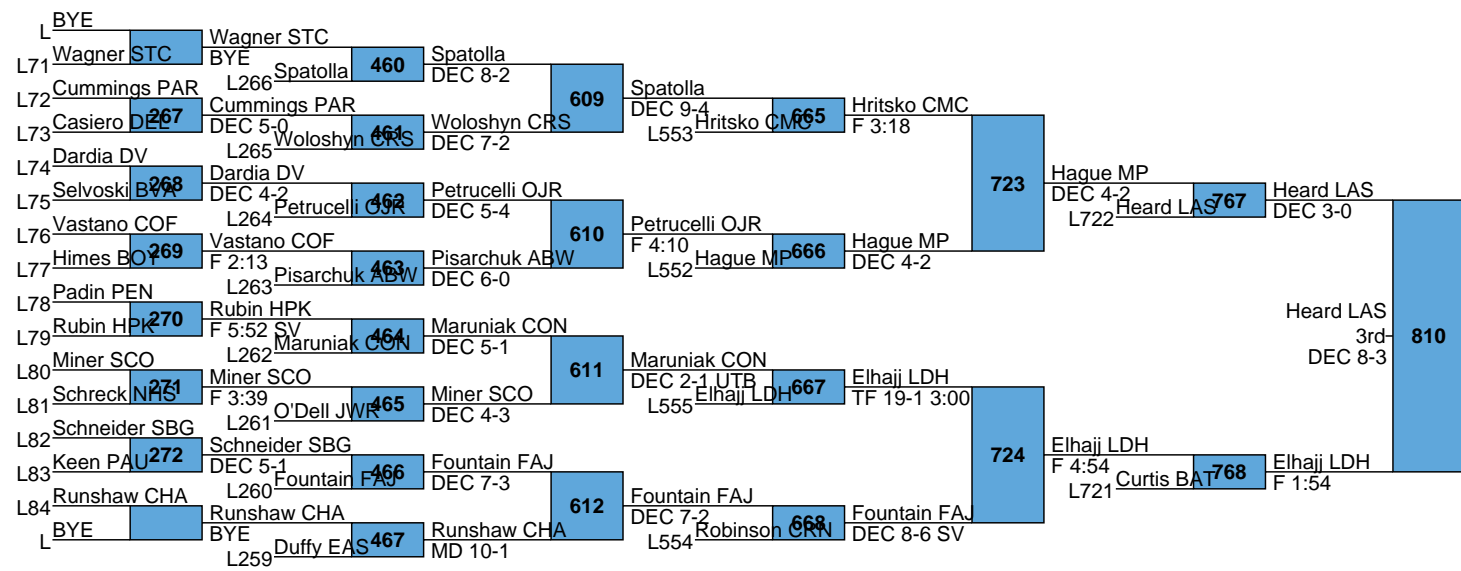 L BYE
L71 Wagner STC
Wagner STC
BYE
L266 Spatolla
460
Spatolla
DEC 8-2
L72 Cummings PAR
L73 Casiero DEL
267
Cummings PAR
DEC 5-0
L265 Woloshyn CRS
461
Woloshyn CRS
DEC 7-2
609
Spatolla
DEC 9-4
L553 Hritsko CMC
665
Hritsko CMC
F 3:18
L74 Dardia DV
L75 Selvoski BVA
268
Dardia DV
DEC 4-2
L264 Petrucelli OJR
462
Petrucelli OJR
DEC 5-4
L76 Vastano COF
L77 Himes BOY
269
Vastano COF
F 2:13
L263 Pisarchuk ABW
463
Pisarchuk ABW
DEC 6-0
610
Petrucelli OJR
F 4:10
L552 Hague MP
666
Hague MP
DEC 4-2
723
Hague MP
DEC 4-2
L722 Heard LAS
767
Heard LAS
DEC 3-0
L78 Padin PEN
L79 Rubin HPK
270
Rubin HPK
F 5:52 SV
L262 Maruniak CON
464
Maruniak CON
DEC 5-1
L80 Miner SCO
L81 Schreck NHS
271
Miner SCO
F 3:39
L261 O'Dell JWR
465
Miner SCO
DEC 4-3
611
Maruniak CON
DEC 2-1 UTB
L555 Elhajj LDH
667
Elhajj LDH
TF 19-1 3:00
L82 Schneider SBG
L83 Keen PAU
272
Schneider SBG
DEC 5-1
L260 Fountain FAJ
466
Fountain FAJ
DEC 7-3
L84 Runshaw CHA
L BYE
Runshaw CHA
BYE
L259 Duffy EAS
467
Runshaw CHA
MD 10-1
612
Fountain FAJ
DEC 7-2
L554 Robinson CRN
668
Fountain FAJ
DEC 8-6 SV
724
Elhajj LDH
F 4:54
L721 Curtis BAT
768
Elhajj LDH
F 1:54
810
Heard LAS
3rd
DEC 8-3